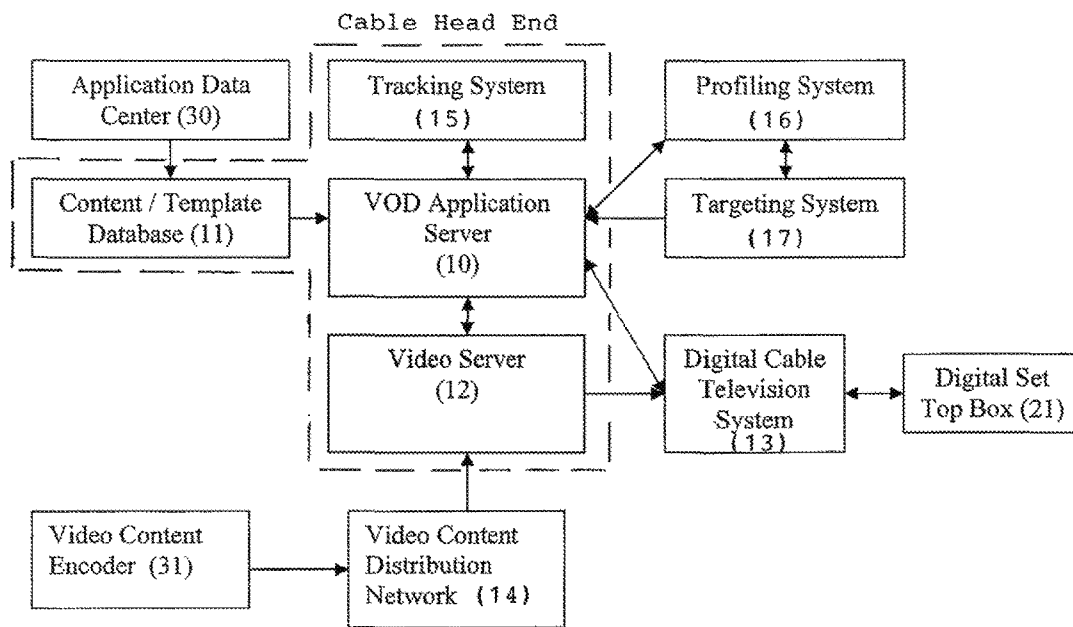 Cable Head End
Application Data
Center (30)
Tracking System
(15)
Profiling System
(16)
Content / Template
Database (11)
VOD Application
Server
(10)
Targeting System
(17)
Video Server
(12)
Digital Cable
Television
System
(13)
Digital Set
Top Box (21)
Video Content
Encoder (31)
Video Content
Distribution
Network (14)